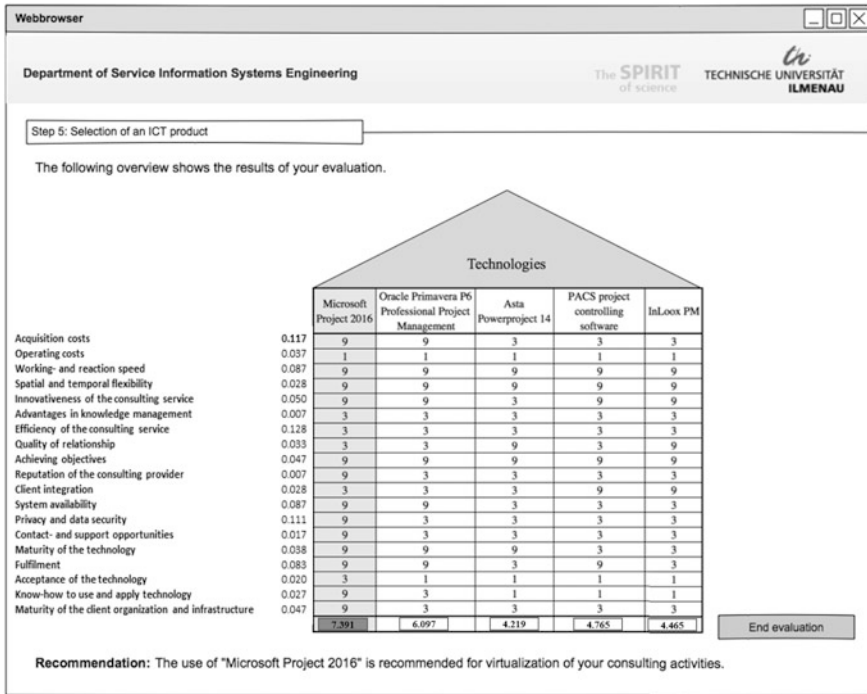 Webbrowser
Department of Service Information Systems Engineering
The SPIRIT
of science
th
TECHNISCHE UNIVERSITÄT
ILMENAU
Step 5: Selection of an ICT product
The following overview shows the results of your evaluation.
Technologies
Microsoft Project 2016
Oracle Primavera P6 Professional Project Management
Asta Powerproject 14
PACS project controlling software
InLoox PM
Acquisition costs 0.117 9 9 3 3 3
Operating costs 0.037 1 1 1 1 1
Working- and reaction speed 0.087 9 9 9 9 9
Spatial and temporal flexibility 0.028 9 9 9 9 9
Innovativeness of the consulting service 0.050 9 9 3 9 9
Advantages in knowledge management 0.007 3 3 3 3 3
Efficiency of the consulting service 0.128 3 3 3 3 3
Quality of relationship 0.033 3 3 9 3 9
Achieving objectives 0.047 9 9 9 9 9
Reputation of the consulting provider 0.007 9 3 3 3 3
Client integration 0.028 3 3 3 9 9
System availability 0.087 9 9 3 3 3
Privacy and data security 0.111 9 3 3 3 3
Contact- and support opportunities 0.017 9 3 3 3 3
Maturity of the technology 0.038 9 9 9 3 3
Fulfilment 0.083 9 9 3 9 3
Acceptance of the technology 0.020 3 1 1 1 1
Know-how to use and apply technology 0.027 9 3 1 1 1
Maturity of the client organization and infrastructure 0.047 9 3 3 3 3
7.391 6.097 4.219 4.765 4.465
End evaluation
Recommendation: The use of "Microsoft Project 2016" is recommended for virtualization of your consulting activities.